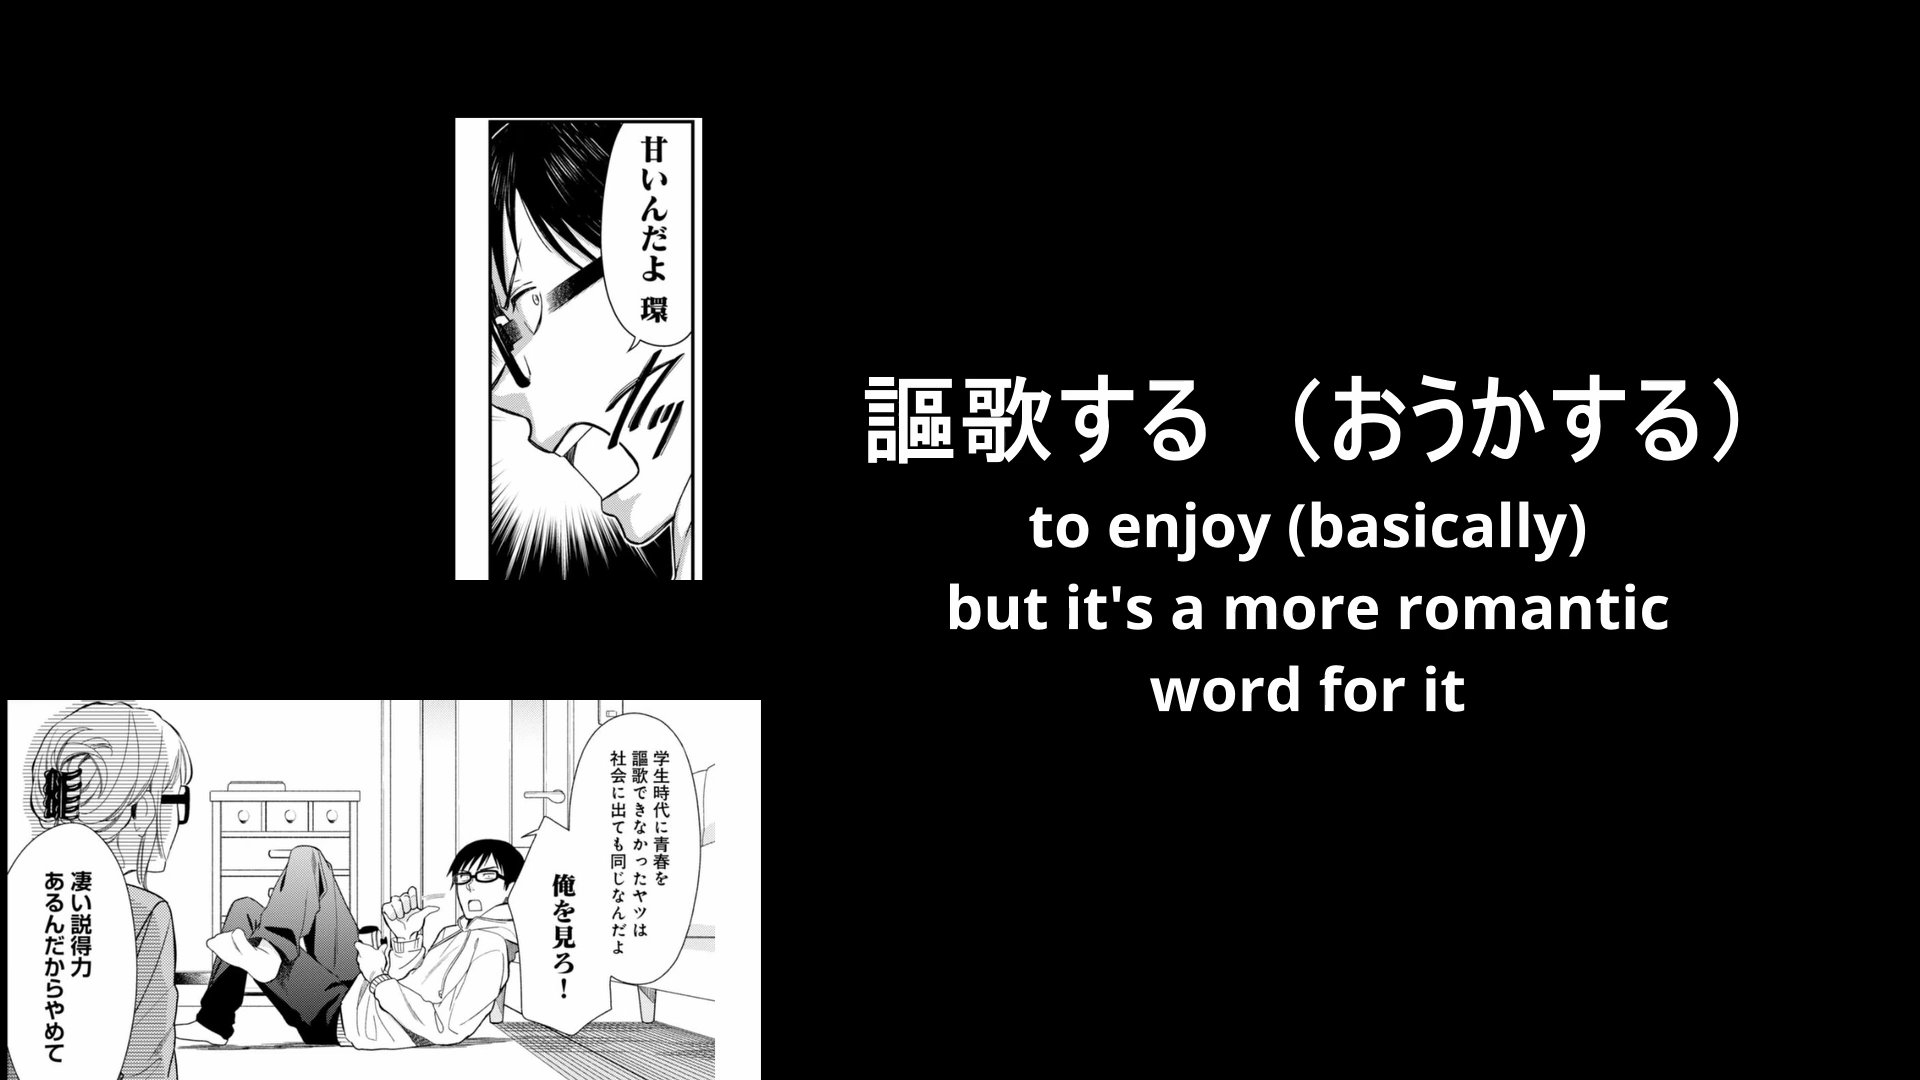 甘いんだよ 環
カッ
学生時代に青春を
謳歌できなかったヤツは
社会に出ても同じなんだよ
俺を見ろ！
凄い説得力
あるんだからやめて
謳歌する （おうかする）
to enjoy (basically)
but it's a more romantic
word for it